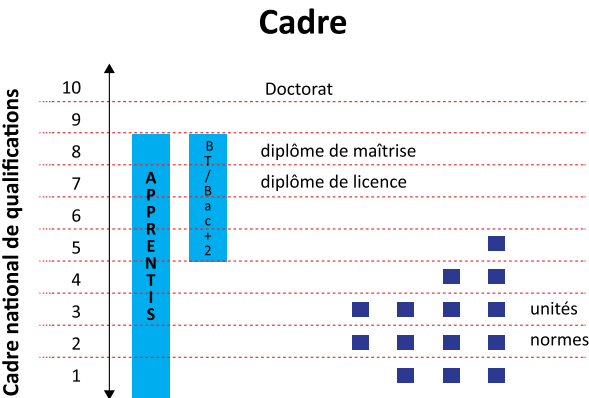 Cadre
Cadre national de qualifications
10
Doctorat
9
8
diplôme de maîtrise
7
diplôme de licence
6
5
4
3
unités
2
normes
1
APPRENTIS
BT/Bac+2